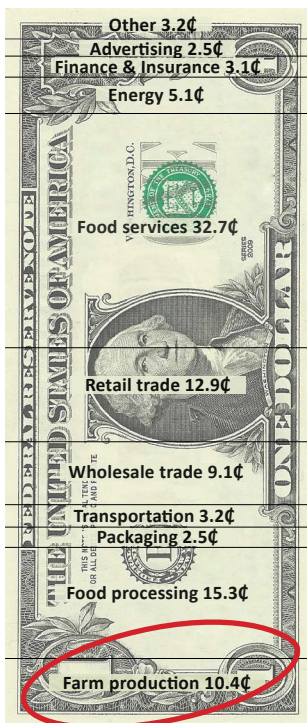 Other 3.2¢
Advertising 2.5¢
Finance & Insurance 3.1¢
Energy 5.1¢
WASHINGTON, D.C.
Food services 32.7¢
SERIES
2009
FEDERAL RESERVE NOTE
THE UNITED STATES OF AMERICA
ONE DOLLAR
Retail trade 12.9¢
Wholesale trade 9.1¢
Transportation 3.2¢
Packaging 2.5¢
Food processing 15.3¢
Farm production 10.4¢